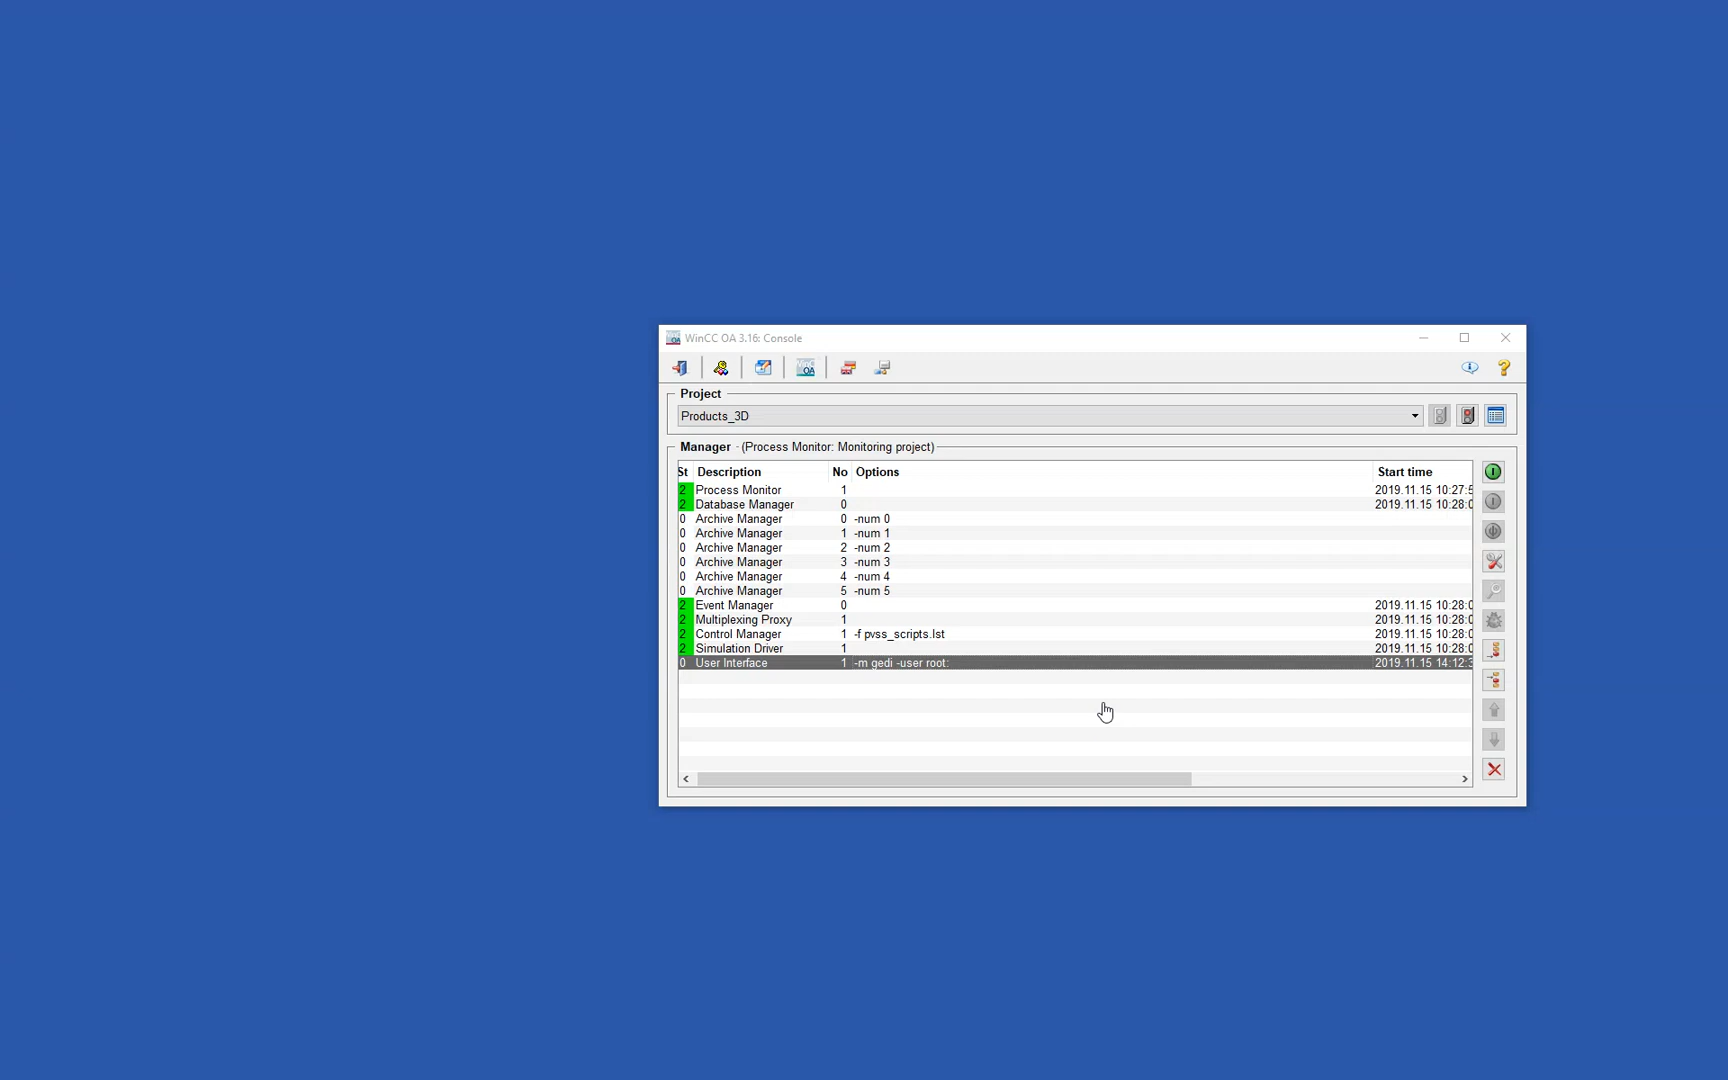 WinCC OA 3.16: Console
Project
Products_3D
Manager - (Process Monitor: Monitoring project)
St Description No Options Start time
2 Process Monitor 1 2019.11.15 10:27:5
2 Database Manager 0 2019.11.15 10:28:0
0 Archive Manager 0 -num 0
0 Archive Manager 1 -num 1
0 Archive Manager 2 -num 2
0 Archive Manager 3 -num 3
0 Archive Manager 4 -num 4
0 Archive Manager 5 -num 5
2 Event Manager 0 2019.11.15 10:28:0
2 Multiplexing Proxy 1 2019.11.15 10:28:0
2 Control Manager 1 -f pvss_scripts.lst 2019.11.15 10:28:0
2 Simulation Driver 1 2019.11.15 10:28:0
0 User Interface 1 -m gedi -user root: 2019.11.15 14:12:3